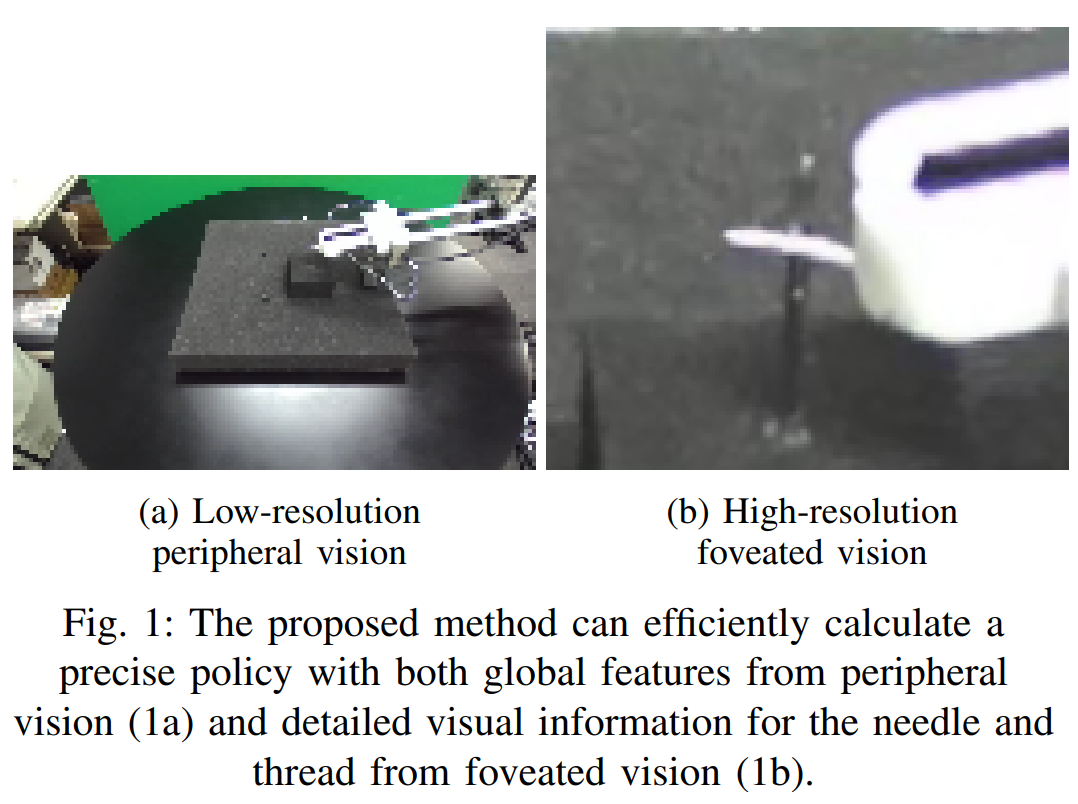 (a) Low-resolution
peripheral vision
(b) High-resolution
foveated vision
Fig. 1: The proposed method can efficiently calculate a
precise policy with both global features from peripheral
vision (1a) and detailed visual information for the needle and
thread from foveated vision (1b).